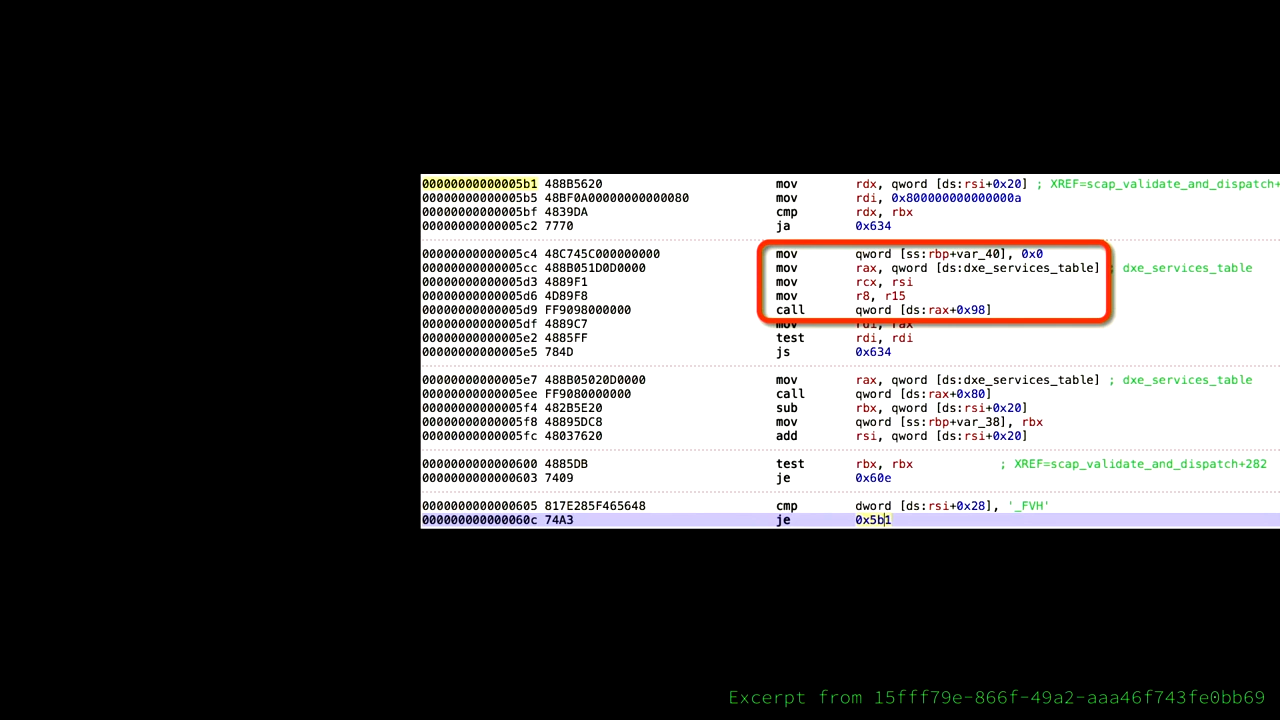 00000000000005b1 488B5620 mov rdx, qword [ds:rsi+0x20] ; XREF=scap_validate_and_dispatch+
00000000000005b5 48BF0A00000000000080 mov rdi, 0x800000000000000a
00000000000005bf 4839DA cmp rdx, rbx
00000000000005c2 7770 ja 0x634
00000000000005c4 48C745C000000000 mov qword [ss:rbp+var_40], 0x0
00000000000005cc 488B051D0D0000 mov rax, qword [ds:dxe_services_table] ; dxe_services_table
00000000000005d3 4889F1 mov rcx, rsi
00000000000005d6 4D89F8 mov r8, r15
00000000000005d9 FF9098000000 call qword [ds:rax+0x98]
00000000000005df 4889C7 mov rdi, rax
00000000000005e2 4885FF test rdi, rdi
00000000000005e5 784D js 0x634
00000000000005e7 488B05020D0000 mov rax, qword [ds:dxe_services_table] ; dxe_services_table
00000000000005ee FF9080000000 call qword [ds:rax+0x80]
00000000000005f4 482B5E20 sub rbx, qword [ds:rsi+0x20]
00000000000005f8 48895DC8 mov qword [ss:rbp+var_38], rbx
00000000000005fc 48037620 add rsi, qword [ds:rsi+0x20]
0000000000000600 4885DB test rbx, rbx ; XREF=scap_validate_and_dispatch+282
0000000000000603 7409 je 0x60e
0000000000000605 817E285F465648 cmp dword [ds:rsi+0x28], '_FVH'
000000000000060c 74A3 je 0x5b1
Excerpt from 15fff79e-866f-49a2-aaa46f743fe0bb69